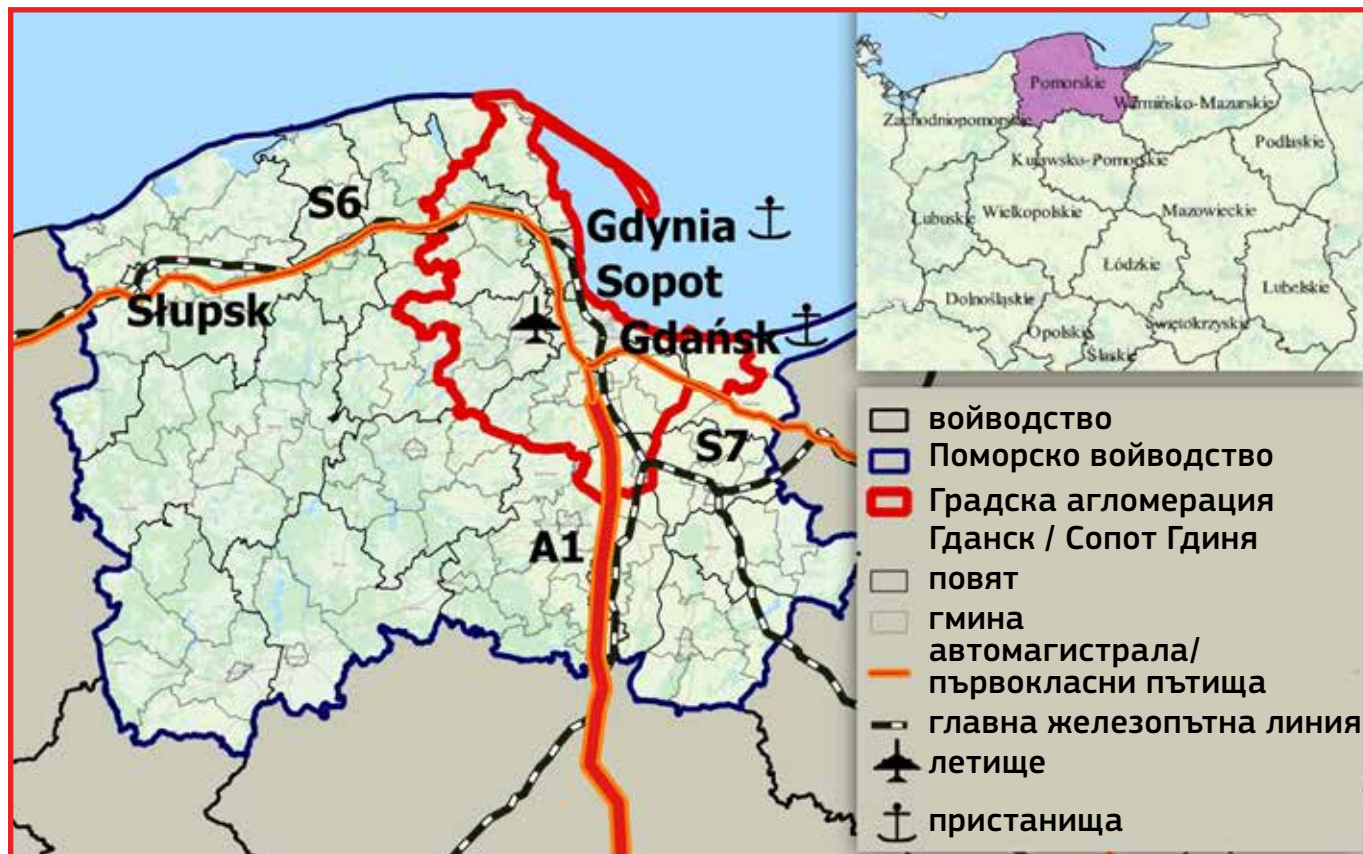 S6
Gdynia
Sopot
Słupsk
Gdańsk
S7
A1
Pomorskie
Warmińsko-Mazurskie
Zachodniopomorskie
Podlaskie
Kujawsko-Pomorskie
Lubuskie
Wielkopolskie
Mazowieckie
Łódzkie
Lubelskie
Dolnośląskie
Opolskie
Świętokrzyskie
Śląskie
войводство
Поморско войводство
Градска агломерация
Гданск / Сопот Гдиня
повят
гмина
автомагистрала/
първокласни пътища
главна железопътна линия
летище
пристанища